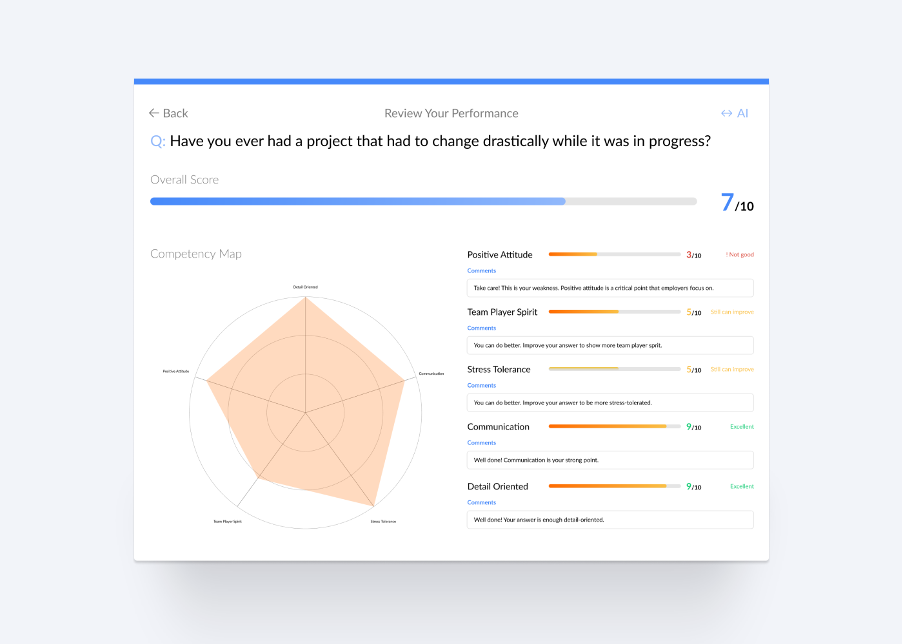 ← Back
Review Your Performance
↔ AI
Q: Have you ever had a project that had to change drastically while it was in progress?
Overall Score
7/10
Competency Map
Detail Oriented
Positive Attitude
Communication
Team Player Spirit
Stress Tolerance
Positive Attitude 3/10 ! Not good
Comments
Take care! This is your weakness. Positive attitude is a critical point that employers focus on.
Team Player Spirit 5/10 Still can improve
Comments
You can do better. Improve your answer to show more team player sprit.
Stress Tolerance 5/10 Still can improve
Comments
You can do better. Improve your answer to be more stress-tolerated.
Communication 9/10 Excellent
Comments
Well done! Communication is your strong point.
Detail Oriented 9/10 Excellent
Comments
Well done! Your answer is enough detail-oriented.